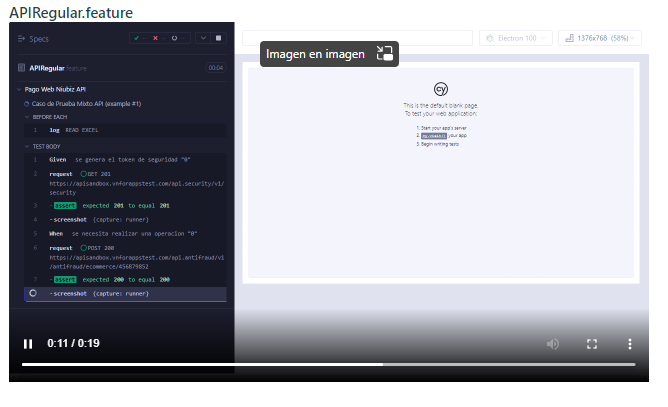 APIRegular.feature
Specs
Electron 100
1376x768 (58%)
Imagen en imagen
APIRegular.feature
00:04
Pago Web Niubiz API
Caso de Prueba Mixto API (example #1)
BEFORE EACH
1 log READ EXCEL
TEST BODY
1 Given se genera el token de seguridad "0"
2 request GET 201
https://apisandbox.vnforappstest.com/api.security/v1/
security
3 -assert expected 201 to equal 201
4 -screenshot {capture: runner}
5 When se necesita realizar una operacion "0"
6 request POST 200
https://apisandbox.vnforappstest.com/api.antifraud/v1
/antifraud/ecommerce/456879852
7 -assert expected 200 to equal 200
-screenshot {capture: runner}
cy
This is the default blank page.
To test your web application:
1. Start your app's server
2. your app
3. Begin writing tests
0:11 / 0:19